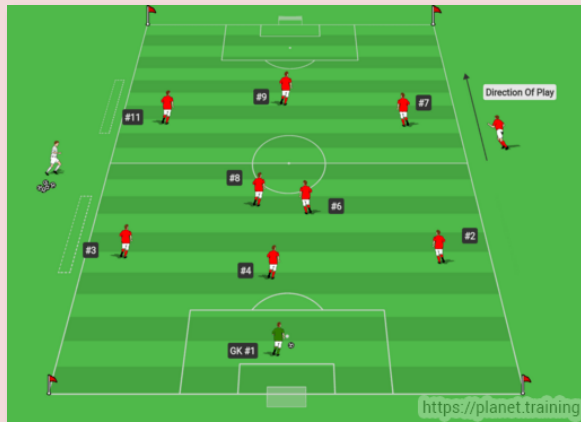 #9
#7
#11
Direction Of Play
#8
#6
#3
#2
#4
GK #1
https://planet.training